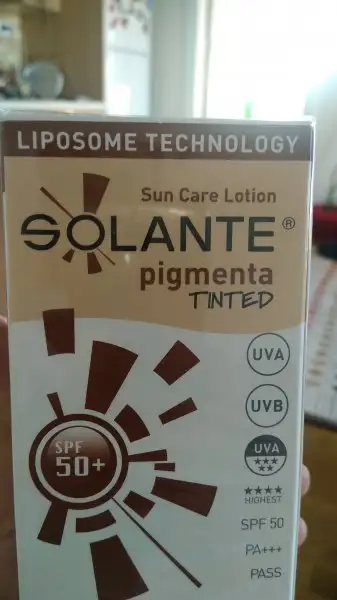 LIPOSOME TECHNOLOGY
Sun Care Lotion
SOLANTE®
pigmenta
TINTED
UVA
UVB
SPF
50+
UVA
★★★
★★
★★★★
HIGHEST
SPF 50
PA+++
PASS